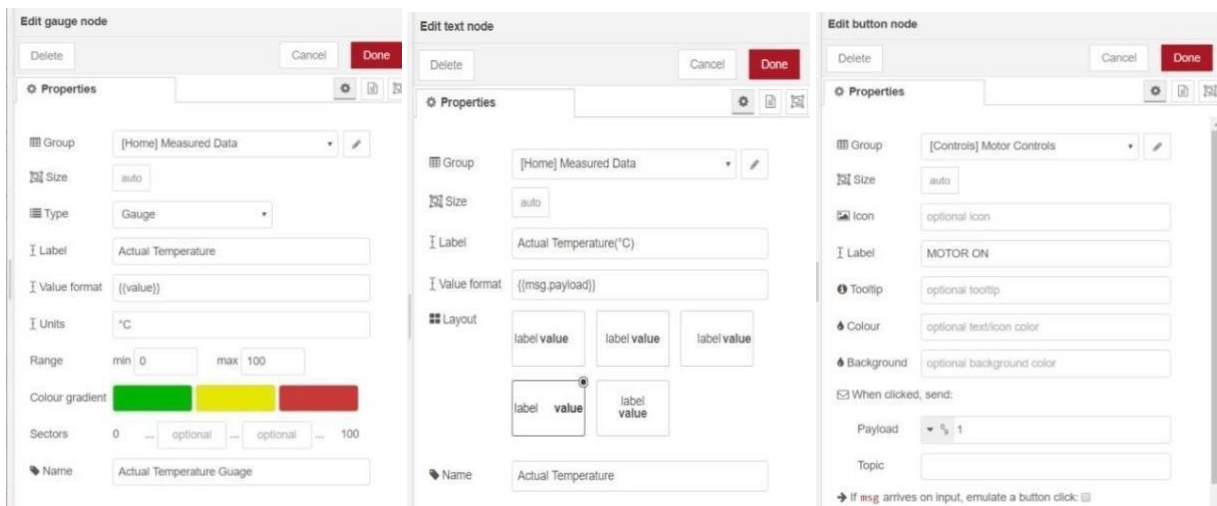 Edit gauge node
Delete
Cancel
Done
Properties
Group
[Home] Measured Data
Size
auto
Type
Gauge
Label
Actual Temperature
Value format
{{value}}
Units
°C
Range
min 0
max 100
Colour gradient
Sectors
0 ... optional ... optional ... 100
Name
Actual Temperature Guage
Edit text node
Delete
Cancel
Done
Properties
Group
[Home] Measured Data
Size
auto
Label
Actual Temperature(°C)
Value format
{{msg.payload}}
Layout
label value
label value
label value
label value
label
value
Name
Actual Temperature
Edit button node
Delete
Cancel
Done
Properties
Group
[Controls] Motor Controls
Size
auto
Icon
optional icon
Label
MOTOR ON
Tooltip
optional tooltip
Colour
optional text/icon color
Background
optional background color
When clicked, send:
Payload
1
Topic
If msg arrives on input, emulate a button click: